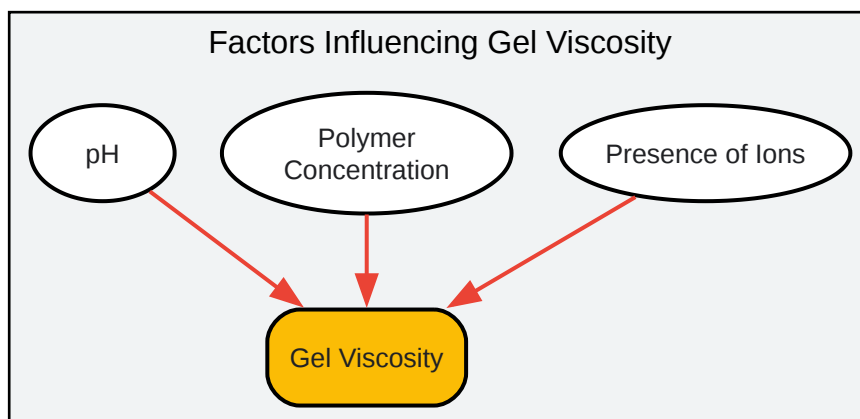 Factors Influencing Gel Viscosity
pH
Polymer
Concentration
Presence of Ions
Gel Viscosity